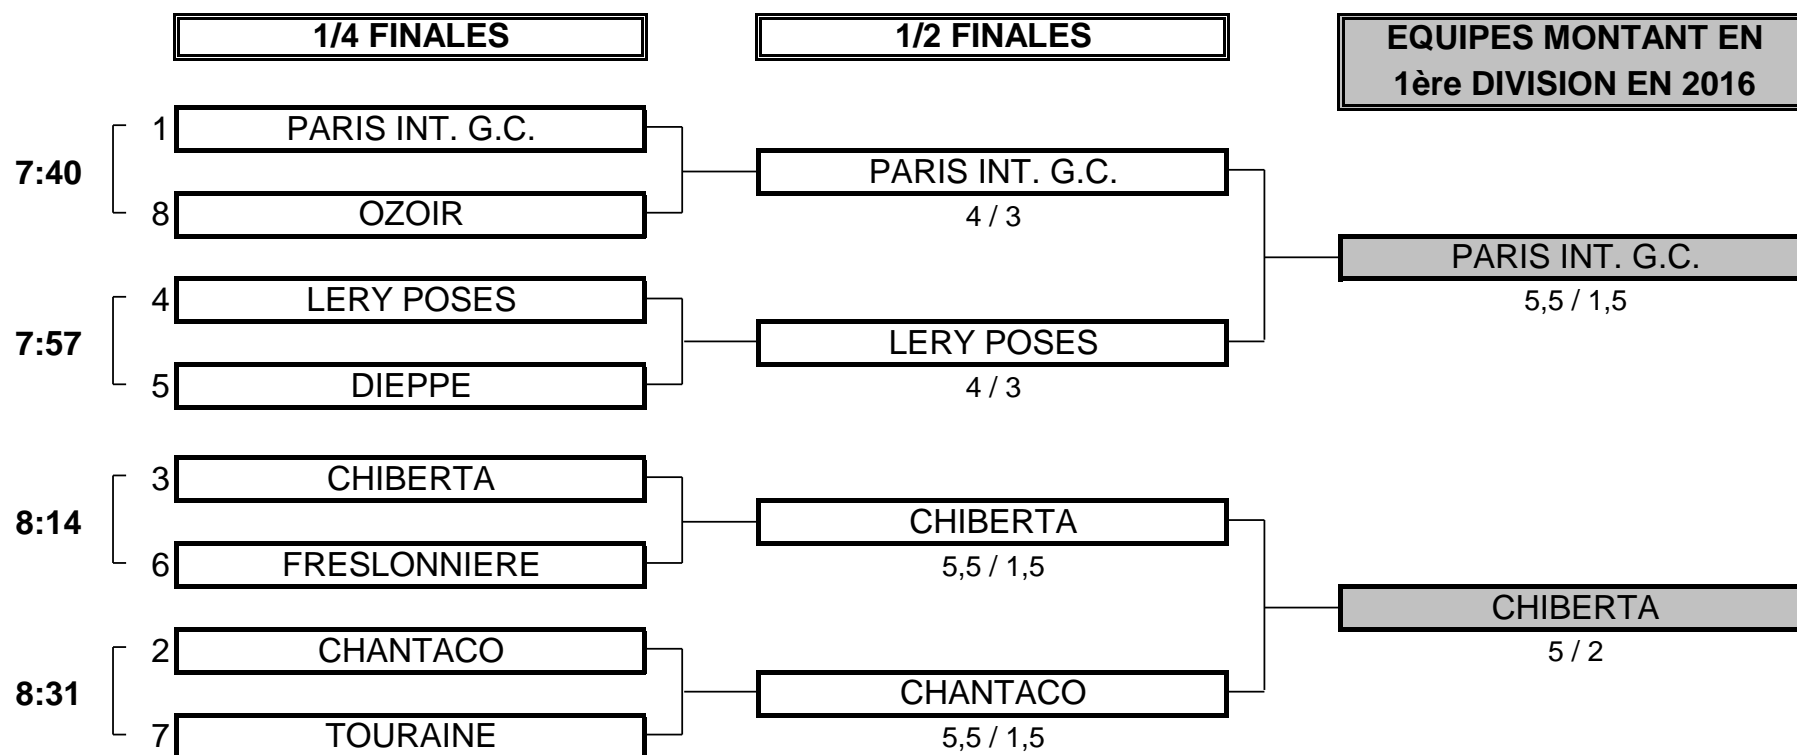 1/4 FINALES
1/2 FINALES
EQUIPES MONTANT EN
1ère DIVISION EN 2016
7:40
1 PARIS INT. G.C.
8 OZOIR
PARIS INT. G.C.
4 / 3
7:57
4 LERY POSES
5 DIEPPE
LERY POSES
4 / 3
PARIS INT. G.C.
5,5 / 1,5
8:14
3 CHIBERTA
6 FRESLONNIERE
CHIBERTA
5,5 / 1,5
8:31
2 CHANTACO
7 TOURAINE
CHANTACO
5,5 / 1,5
CHIBERTA
5 / 2